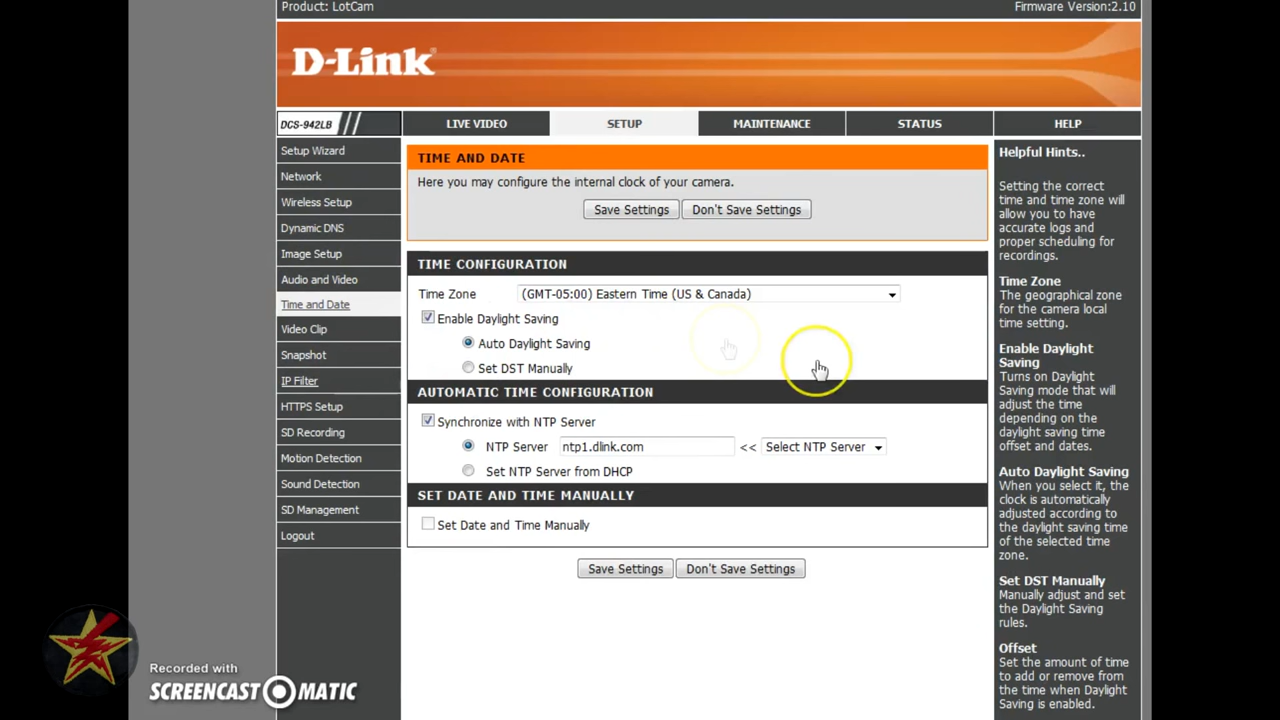 Product: LotCam
Firmware Version:2.10
D-Link
DCS-942LB
LIVE VIDEO
SETUP
MAINTENANCE
STATUS
HELP
Setup Wizard
Network
Wireless Setup
Dynamic DNS
Image Setup
Audio and Video
Time and Date
Video Clip
Snapshot
IP Filter
HTTPS Setup
SD Recording
Motion Detection
Sound Detection
SD Management
Logout
TIME AND DATE
Here you may configure the internal clock of your camera.
Save Settings
Don't Save Settings
TIME CONFIGURATION
Time Zone
(GMT-05:00) Eastern Time (US & Canada)
Enable Daylight Saving
Auto Daylight Saving
Set DST Manually
AUTOMATIC TIME CONFIGURATION
Synchronize with NTP Server
NTP Server
ntp1.dlink.com
<<
Select NTP Server
Set NTP Server from DHCP
SET DATE AND TIME MANUALLY
Set Date and Time Manually
Save Settings
Don't Save Settings
Helpful Hints..
Setting the correct
time and time zone will
allow you to have
accurate logs and
proper scheduling for
recordings.
Time Zone
The geographical zone
for the camera local
time setting.
Enable Daylight
Saving
Turns on Daylight
Saving mode that will
adjust the time
depending on the
daylight saving time
offset and dates.
Auto Daylight Saving
When you select it, the
clock is automatically
adjusted according to
the daylight saving time
of the selected time
zone.
Set DST Manually
Manually adjust and set
the Daylight Saving
rules.
Offset
Set the amount of time
to add or remove from
the time when Daylight
Saving is enabled.
Recorded with
SCREENCAST-O-MATIC